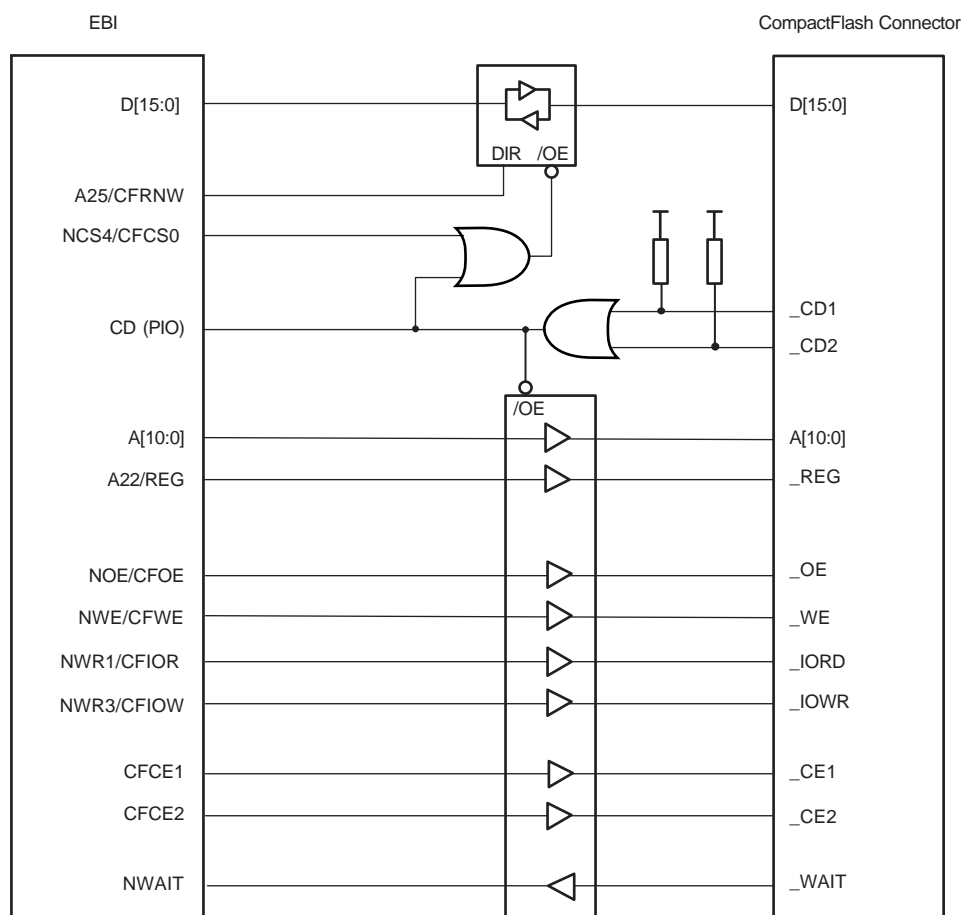 EBI
CompactFlash Connector
D[15:0]
D[15:0]
DIR /OE
A25/CFRNW
NCS4/CFCS0
_CD1
CD (PIO)
_CD2
/OE
A[10:0]
A[10:0]
A22/REG
_REG
NOE/CFOE
_OE
NWE/CFWE
_WE
NWR1/CFIOR
_IORD
NWR3/CFIOW
_IOWR
CFCE1
_CE1
CFCE2
_CE2
NWAIT
_WAIT